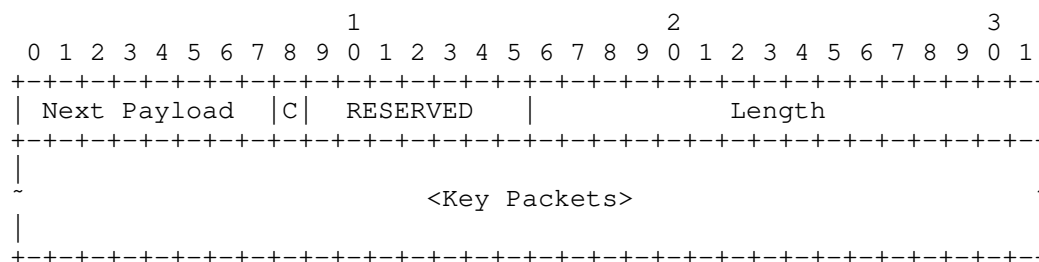 1                   2                   3
 0 1 2 3 4 5 6 7 8 9 0 1 2 3 4 5 6 7 8 9 0 1 2 3 4 5 6 7 8 9 0 1
+-+-+-+-+-+-+-+-+-+-+-+-+-+-+-+-+-+-+-+-+-+-+-+-+-+-+-+-+-+-+-+-
| Next Payload  |C|  RESERVED   |            Length
+-+-+-+-+-+-+-+-+-+-+-+-+-+-+-+-+-+-+-+-+-+-+-+-+-+-+-+-+-+-+-+-
|
~                         <Key Packets>                         ~
|
+-+-+-+-+-+-+-+-+-+-+-+-+-+-+-+-+-+-+-+-+-+-+-+-+-+-+-+-+-+-+-+-